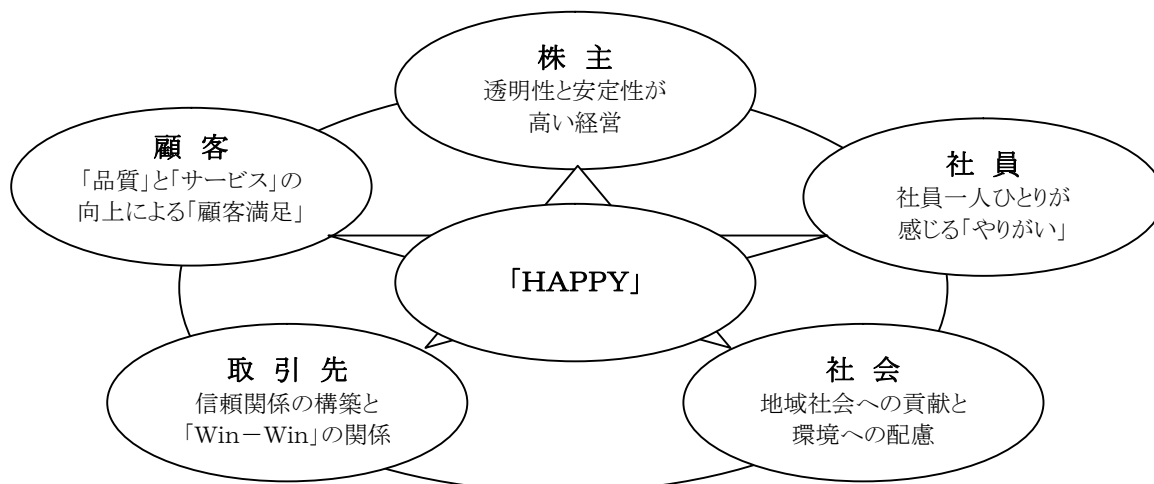 株 主
透明性と安定性が
高い経営
顧 客
「品質」と「サービス」の
向上による「顧客満足」
社 員
社員一人ひとりが
感じる「やりがい」
「HAPPY」
取 引 先
信頼関係の構築と
「Win－Win」の関係
社 会
地域社会への貢献と
環境への配慮